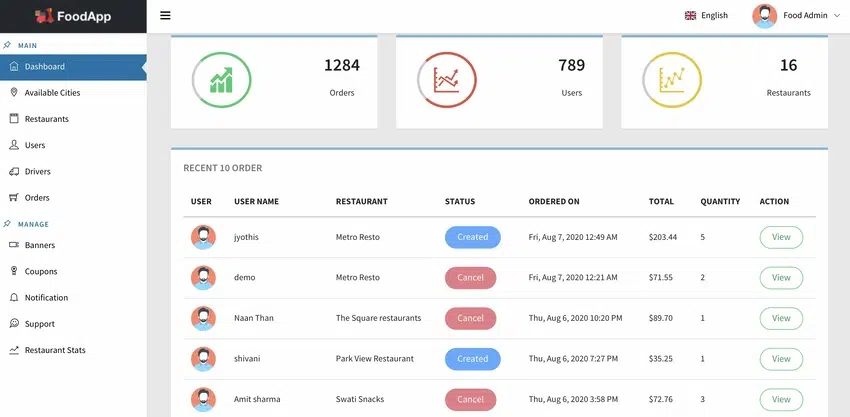 FoodApp
English
Food Admin
MAIN
Dashboard
Available Cities
Restaurants
Users
Drivers
Orders
MANAGE
Banners
Coupons
Notification
Support
Restaurant Stats
1284
Orders
789
Users
16
Restaurants
RECENT 10 ORDER
USER USER NAME RESTAURANT STATUS ORDERED ON TOTAL QUANTITY ACTION
jyothis Metro Resto Created Fri, Aug 7, 2020 12:49 AM $203.44 5 View
demo Metro Resto Cancel Fri, Aug 7, 2020 12:21 AM $71.55 2 View
Naan Than The Square restaurants Cancel Thu, Aug 6, 2020 10:20 PM $89.70 1 View
shivani Park View Restaurant Created Thu, Aug 6, 2020 7:27 PM $35.25 1 View
Amit sharma Swati Snacks Cancel Thu, Aug 6, 2020 3:58 PM $72.76 3 View